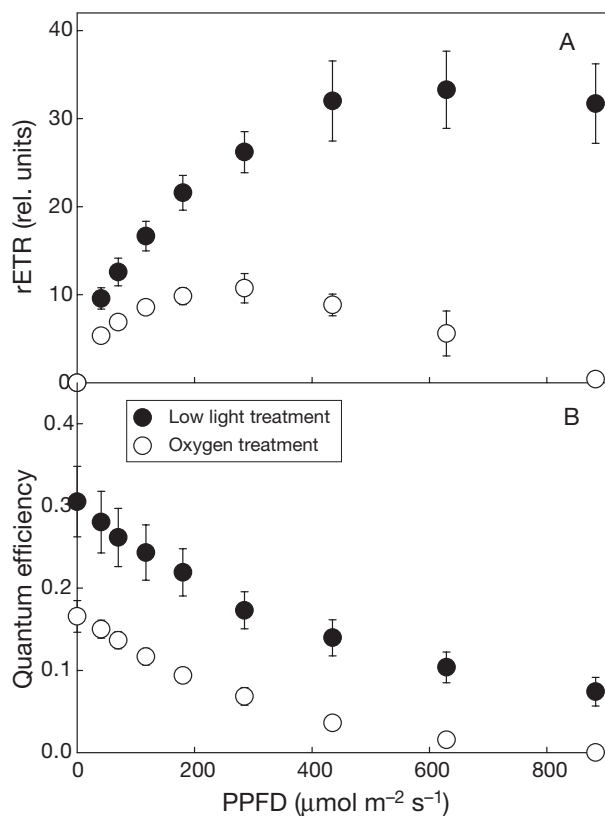 A
40
30
20
10
0
rETR (rel. units)
Low light treatment
Oxygen treatment
B
0.4
0.3
0.2
0.1
0.0
Quantum efficiency
0 200 400 600 800
PPFD (μmol m⁻² s⁻¹)